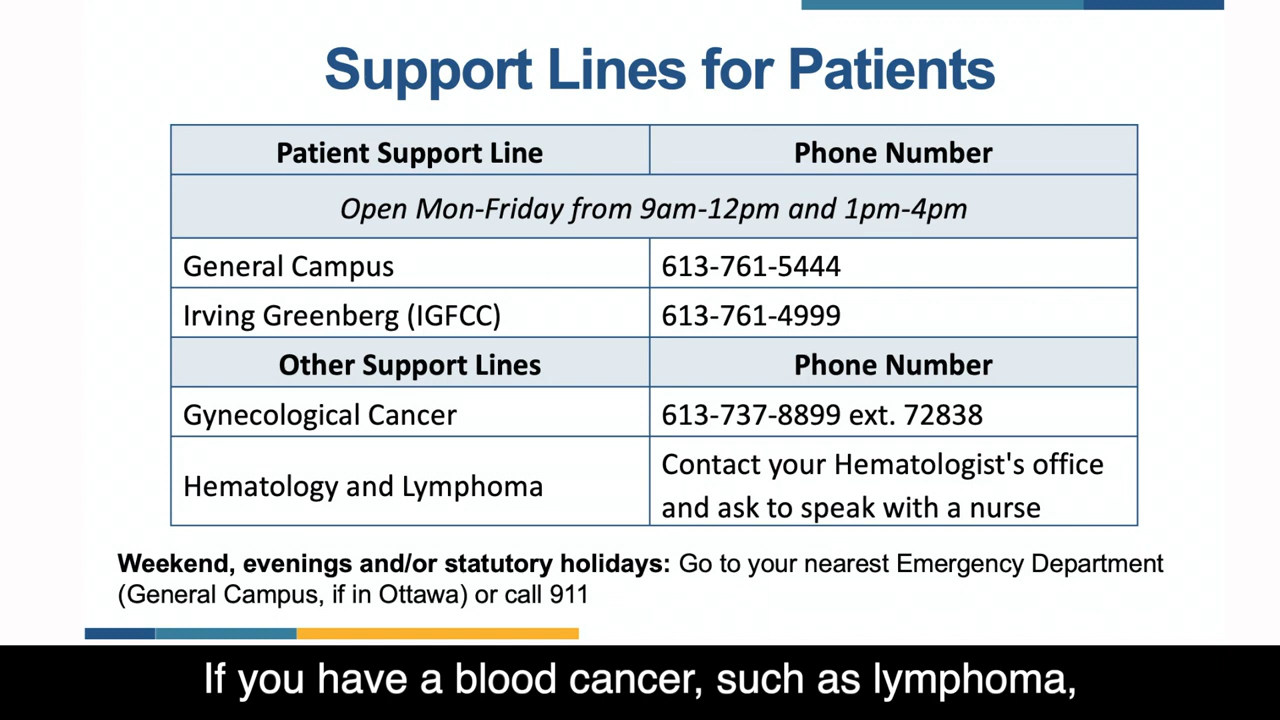 Support Lines for Patients
Patient Support Line Phone Number
Open Mon-Friday from 9am-12pm and 1pm-4pm
General Campus 613-761-5444
Irving Greenberg (IGFCC) 613-761-4999
Other Support Lines Phone Number
Gynecological Cancer 613-737-8899 ext. 72838
Hematology and Lymphoma Contact your Hematologist's office
and ask to speak with a nurse
Weekend, evenings and/or statutory holidays: Go to your nearest Emergency Department
(General Campus, if in Ottawa) or call 911
If you have a blood cancer, such as lymphoma,